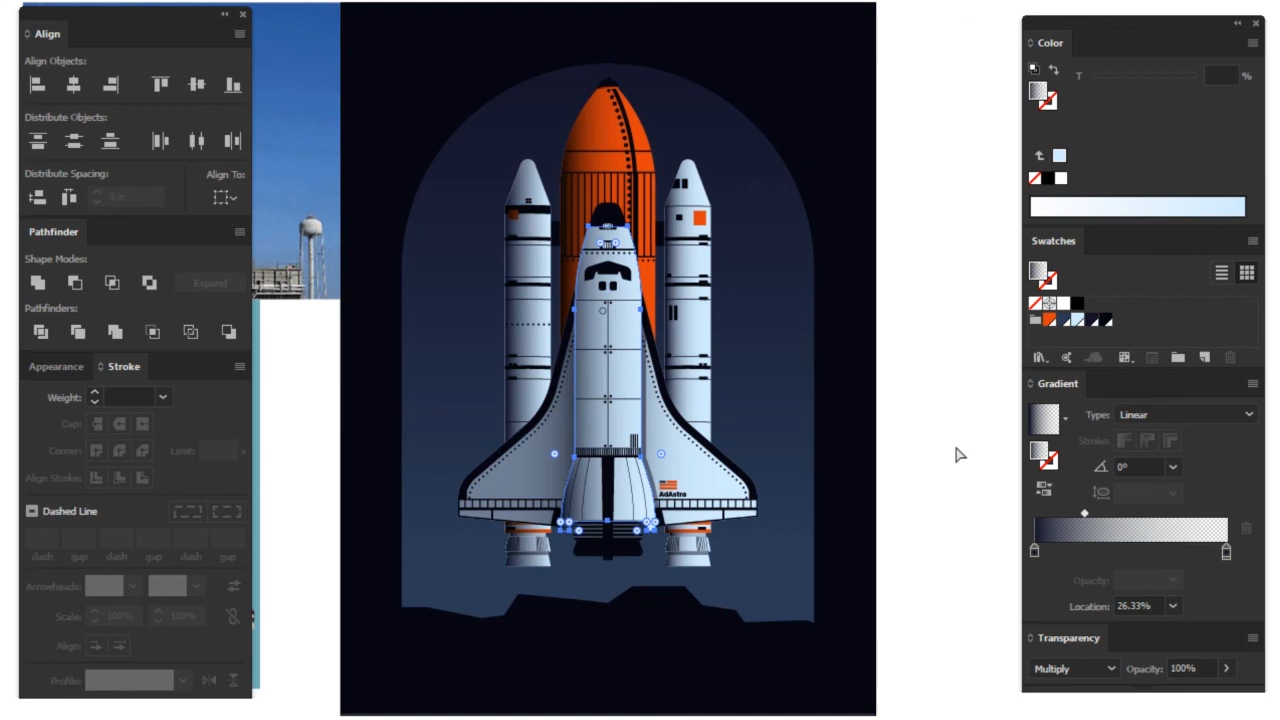 Align
Align Objects:
Distribute Objects:
Distribute Spacing:
Align To:
0 in
Pathfinder
Shape Modes:
Expand
Pathfinders:
Appearance
Stroke
Weight:
Cap:
Corner:
Limit:
x
Align Stroke:
Dashed Line
dash gap dash gap dash gap
Arrowheads:
Scale:
100%
100%
Align:
Profile:
AdAstra
Color
T
%
Swatches
Gradient
Type:
Linear
Stroke:
0°
Opacity:
Location:
26.33%
Transparency
Multiply
Opacity:
100%